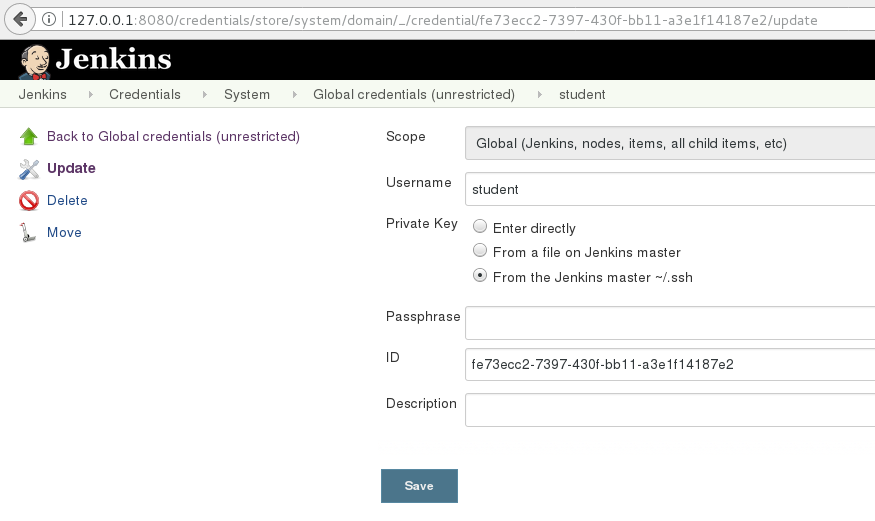 127.0.0.1:8080/credentials/store/system/domain/_/credential/fe73ecc2-7397-430f-bb11-a3e1f14187e2/update
Jenkins
Jenkins Credentials System Global credentials (unrestricted) student
Back to Global credentials (unrestricted)
Update
Delete
Move
Scope Global (Jenkins, nodes, items, all child items, etc)
Username student
Private Key Enter directly
From a file on Jenkins master
From the Jenkins master ~/.ssh
Passphrase
ID fe73ecc2-7397-430f-bb11-a3e1f14187e2
Description
Save